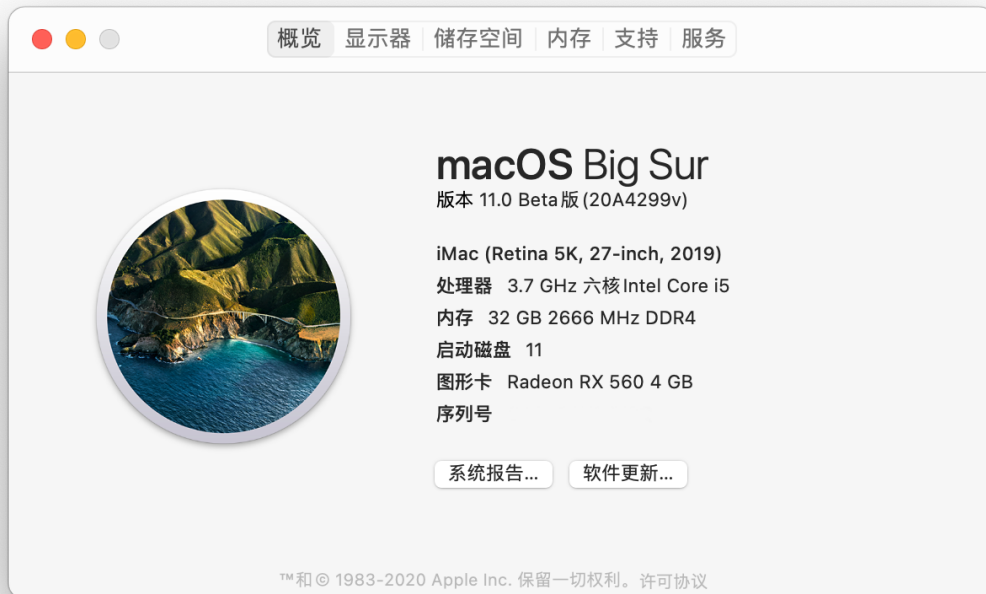 概览 显示器 储存空间 内存 支持 服务
macOS Big Sur
版本 11.0 Beta版(20A4299v)
iMac (Retina 5K, 27-inch, 2019)
处理器 3.7 GHz 六核Intel Core i5
内存 32 GB 2666 MHz DDR4
启动磁盘 11
图形卡 Radeon RX 560 4 GB
序列号
系统报告... 软件更新...
™和© 1983-2020 Apple Inc. 保留一切权利。许可协议